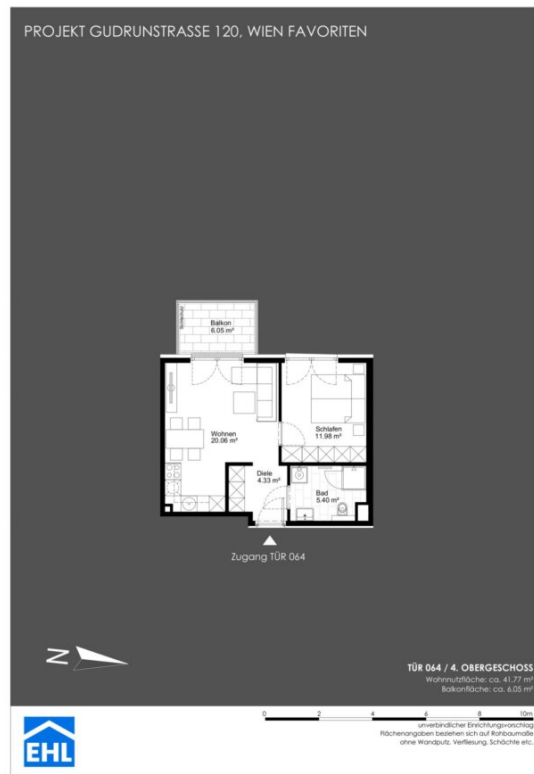 PROJEKT GUDRUNSTRASSE 120, WIEN FAVORITEN
Sichtschutz
Balkon
6.05 m²
Wohnen
20.06 m²
Schlafen
11.98 m²
Diele
4.33 m²
Bad
5.40 m²
Zugang TÜR 064
N
TÜR 064 / 4. OBERGESCHOSS
Wohnnutzfläche: ca. 41.77 m²
Balkonfläche: ca. 6.05 m²
0 2 4 6 8 10m
unverbindlicher Einrichtungsvorschlag
Flächenangaben beziehen sich auf Rohbaumaße
ohne Wandputz, Verfliesung, Schächte etc.
EHL